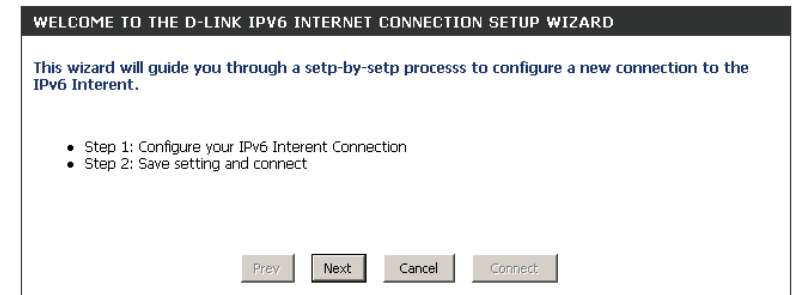 WELCOME TO THE D-LINK IPV6 INTERNET CONNECTION SETUP WIZARD
This wizard will guide you through a setp-by-setp processs to configure a new connection to the
IPv6 Interent.
• Step 1: Configure your IPv6 Interent Connection
• Step 2: Save setting and connect
Prev Next Cancel Connect